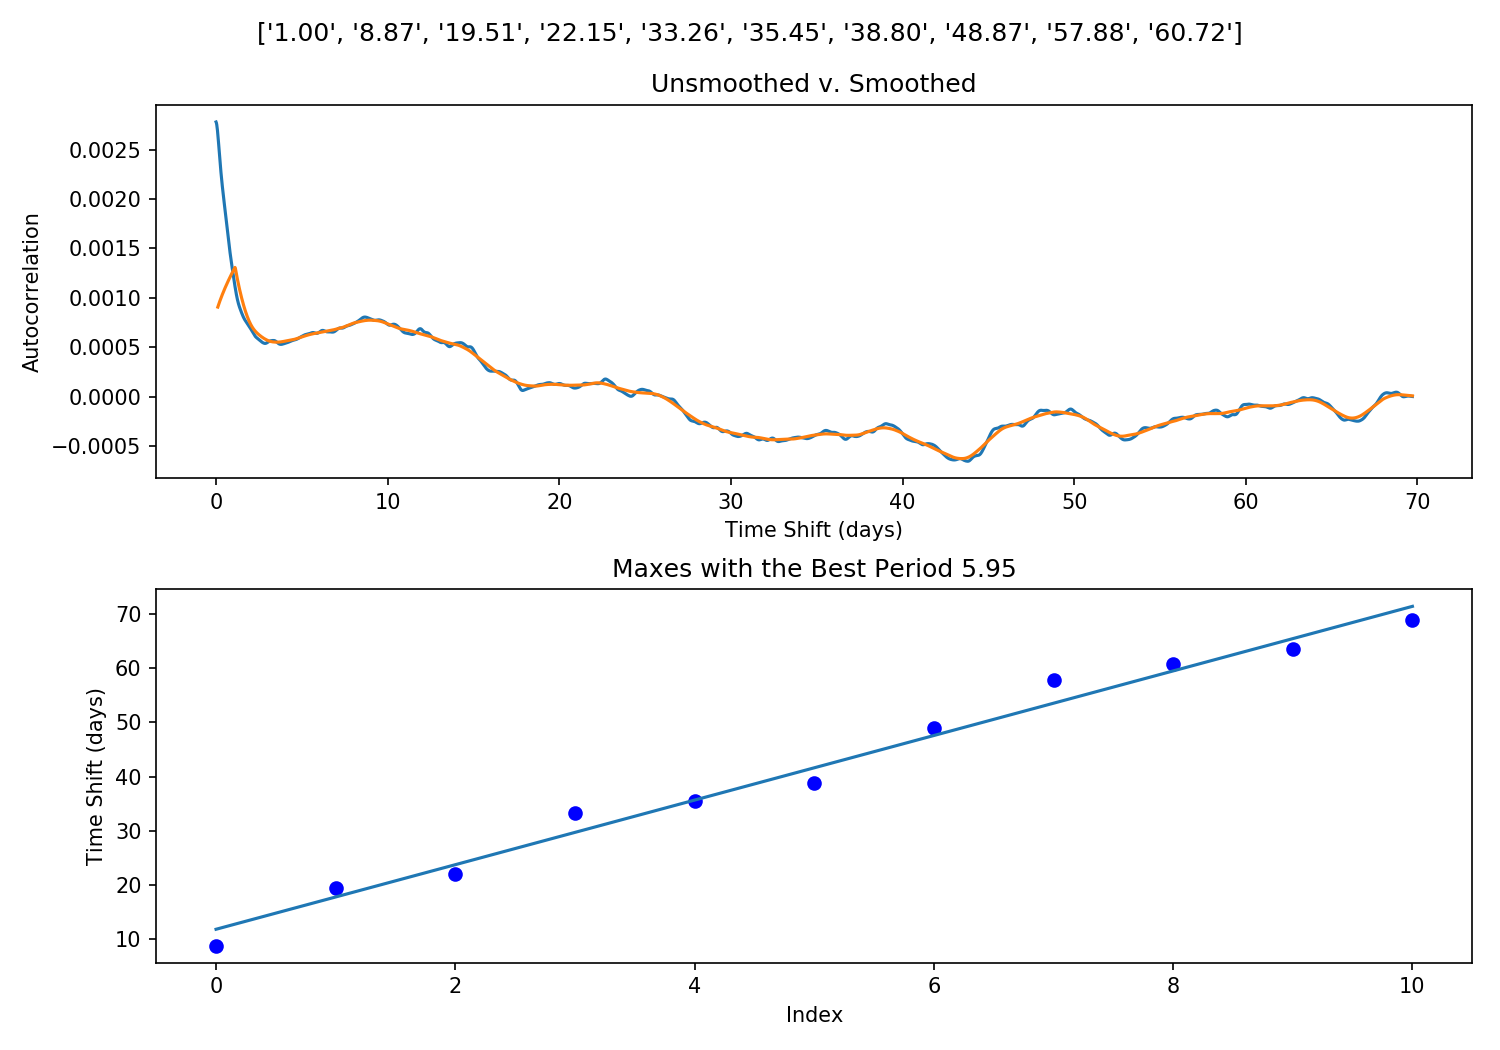 ['1.00', '8.87', '19.51', '22.15', '33.26', '35.45', '38.80', '48.87', '57.88', '60.72']
Unsmoothed v. Smoothed
0.0025
0.0020
0.0015
0.0010
0.0005
0.0000
−0.0005
Autocorrelation
0 10 20 30 40 50 60 70
Time Shift (days)
Maxes with the Best Period 5.95
70
60
50
40
30
20
10
Time Shift (days)
0 2 4 6 8 10
Index